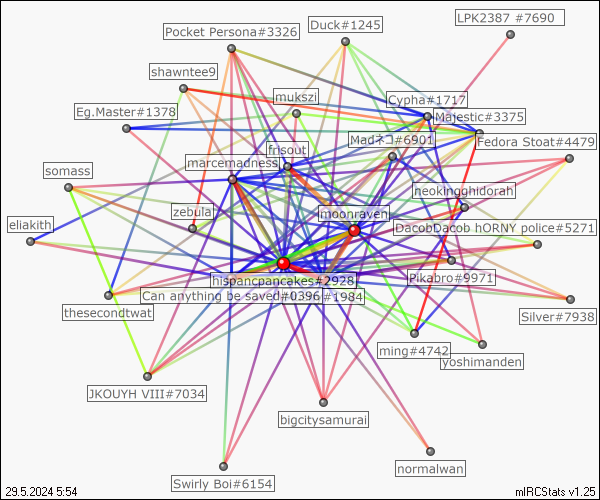 LPK2387 #7690
Duck#1245
Pocket Persona#3326
shawntee9
mukszi
Cypha#1717
Eg.Master#1378
Majestic#3375
Madネコ#6901
Fedora Stoat#4479
frisout
marcemadness
somass
neokingghidorah
zebula
moonraven
eliakith
DacobDacob hORNY police#5271
hispancpancakes#2928
Pikabro#9971
Can anything be saved#0396
#1984
thesecondtwat
Silver#7938
ming#4742
yoshimanden
JKOUYH VIII#7034
bigcitysamurai
normalwan
Swirly Boi#6154
29.5.2024 5:54
mIRCStats v1.25